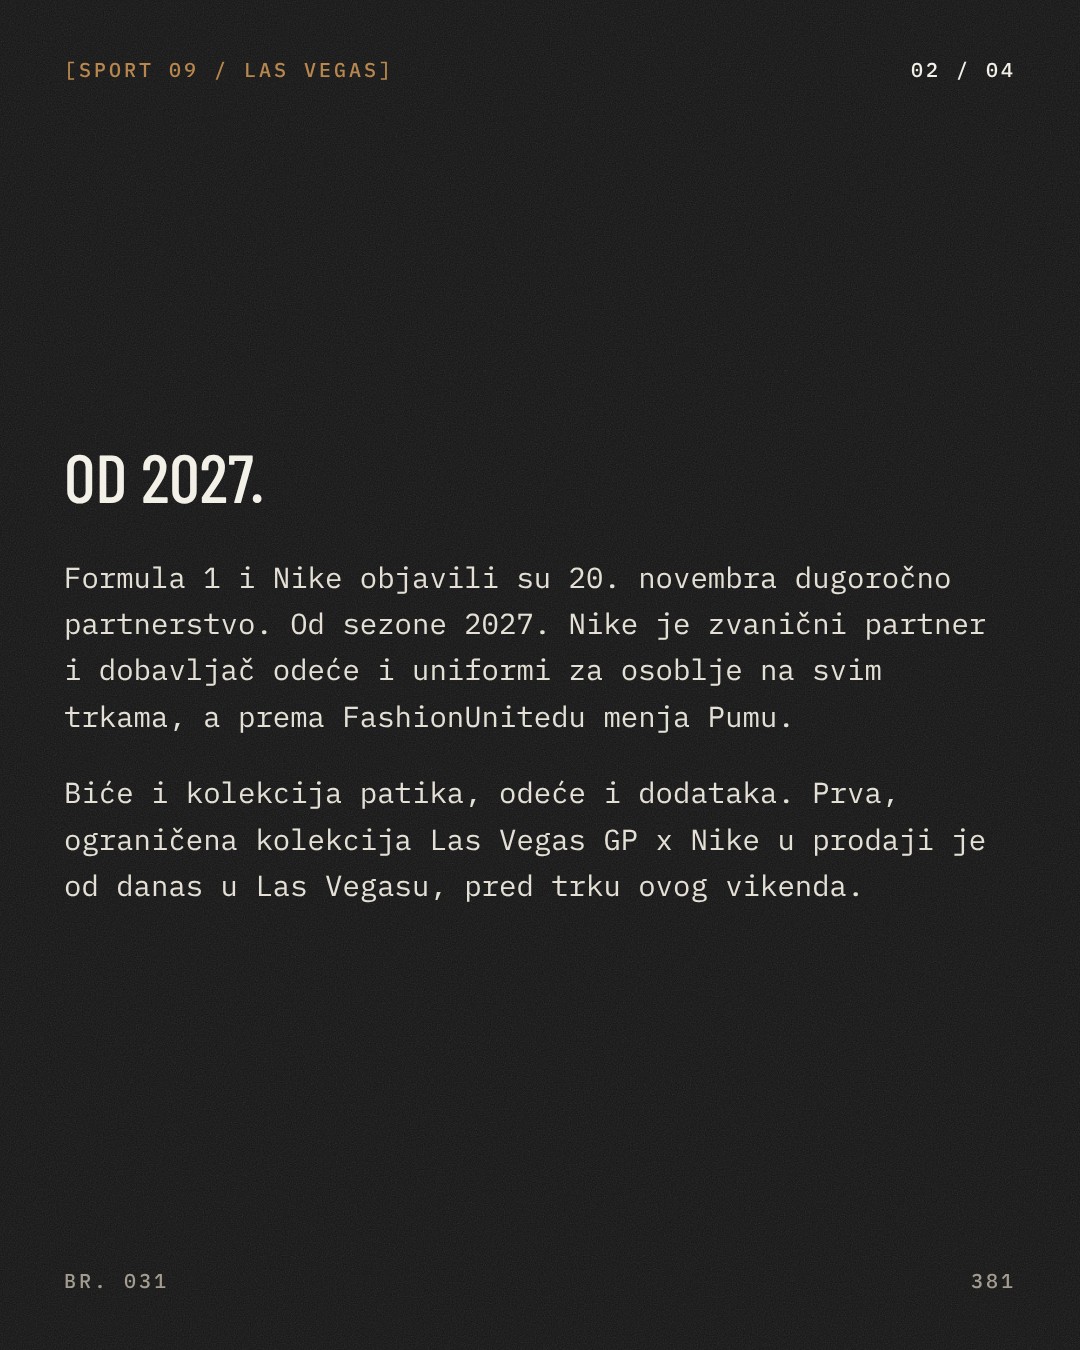 [SPORT 09 / LAS VEGAS]
02 / 04
OD 2027.
Formula 1 i Nike objavili su 20. novembra dugoročno
partnerstvo. Od sezone 2027. Nike je zvanični partner
i dobavljač odeće i uniformi za osoblje na svim
trkama, a prema FashionUnitedu menja Pumu.
Biće i kolekcija patika, odeće i dodataka. Prva,
ograničena kolekcija Las Vegas GP x Nike u prodaji je
od danas u Las Vegasu, pred trku ovog vikenda.
BR. 031
381